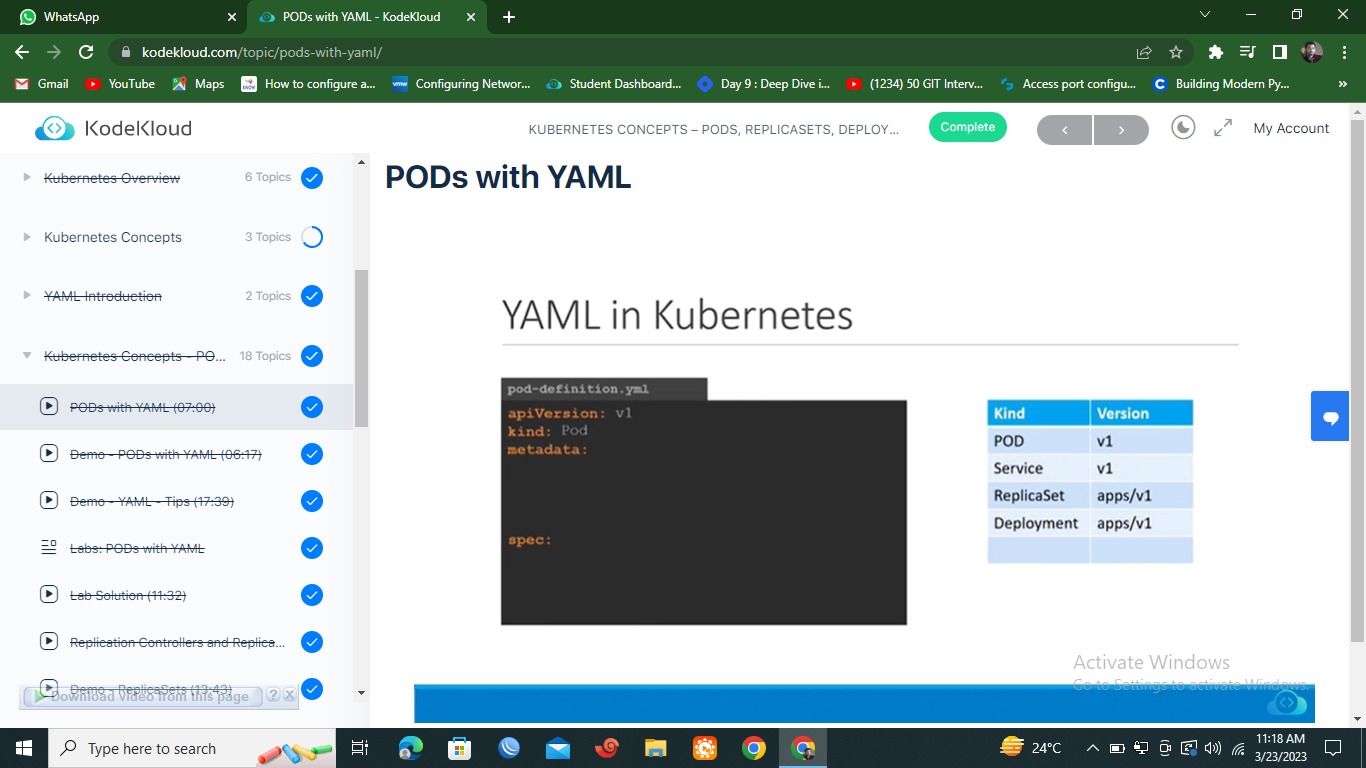 WhatsApp
PODs with YAML - KodeKloud
kodekloud.com/topic/pods-with-yaml/
Gmail
YouTube
Maps
How to configure a...
Configuring Networ...
Student Dashboard...
Day 9 : Deep Dive i...
(1234) 50 GIT Interv...
Access port configu...
Building Modern Py...
»
KodeKloud
KUBERNETES CONCEPTS – PODS, REPLICASETS, DEPLOY...
Complete
My Account
Kubernetes Overview 6 Topics
Kubernetes Concepts 3 Topics
YAML Introduction 2 Topics
Kubernetes Concepts - PO... 18 Topics
PODs with YAML (07:00)
Demo - PODs with YAML (06:17)
Demo - YAML - Tips (17:39)
Labs: PODs with YAML
Lab Solution (11:32)
Replication Controllers and Replica...
Demo - ReplicaSets (13:43)
Download video from this page ?
PODs with YAML
YAML in Kubernetes
pod-definition.yml
apiVersion: v1
kind: Pod
metadata:
spec:
Kind Version
POD v1
Service v1
ReplicaSet apps/v1
Deployment apps/v1
Activate Windows
Go to Settings to activate Windows.
Type here to search
24°C
11:18 AM
3/23/2023